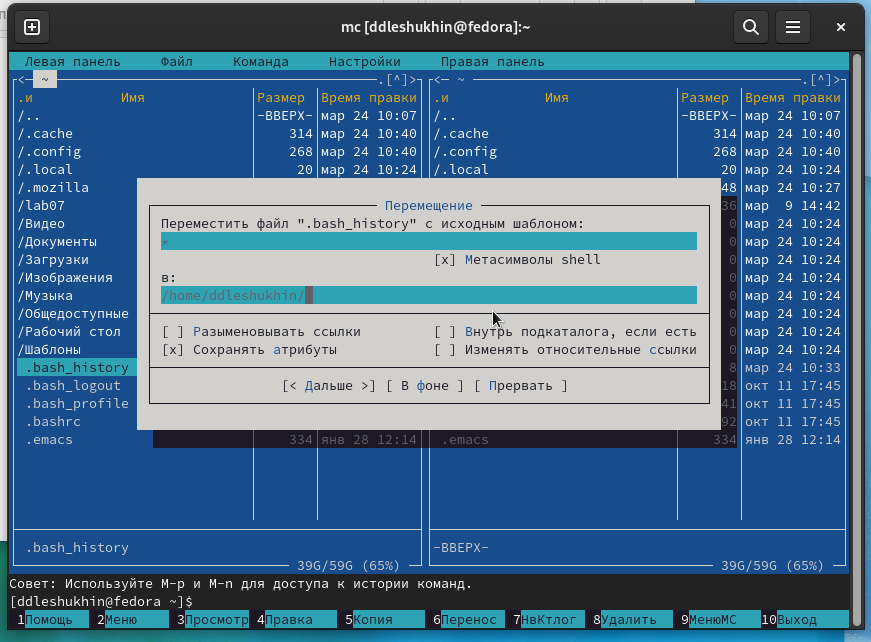 mc [ddleshukhin@fedora]:~
Левая панель Файл Команда Настройки Правая панель
<─ ~ .[^]> <─ ~ .[^]>
.и Имя Размер Время правки .и Имя Размер Время правки
/.. -ВВЕРХ- мар 24 10:07 /.. -ВВЕРХ- мар 24 10:07
/.cache 314 мар 24 10:40 /.cache 314 мар 24 10:40
/.config 268 мар 24 10:40 /.config 268 мар 24 10:40
/.local 20 мар 24 10:24 /.local 20 мар 24 10:24
/.mozilla 48 мар 24 10:27
/lab07 Перемещение 36 мар 9 14:42
/Видео Переместить файл ".bash_history" с исходным шаблоном: 0 мар 24 10:24
/Документы * 0 мар 24 10:24
/Загрузки [x] Метасимволы shell 0 мар 24 10:24
/Изображения в: 0 мар 24 10:24
/Музыка /home/ddleshukhin/ 0 мар 24 10:24
/Общедоступные 0 мар 24 10:24
/Рабочий стол [ ] Разыменовывать ссылки [ ] Внутрь подкаталога, если есть 0 мар 24 10:24
/Шаблоны [x] Сохранять атрибуты [ ] Изменять относительные ссылки 0 мар 24 10:24
.bash_history 8 мар 24 10:33
.bash_logout [< Дальше >] [ В фоне ] [ Прервать ] 18 окт 11 17:45
.bash_profile 41 окт 11 17:45
.bashrc 92 окт 11 17:45
.emacs 334 янв 28 12:14 .emacs 334 янв 28 12:14
.bash_history -ВВЕРХ-
39G/59G (65%) 39G/59G (65%)
Совет: Используйте M-p и M-n для доступа к истории команд.
[ddleshukhin@fedora ~]$
1Помощь 2Меню 3Просмотр 4Правка 5Копия 6Перенос 7НвКтлог 8Удалить 9МенюMC 10Выход